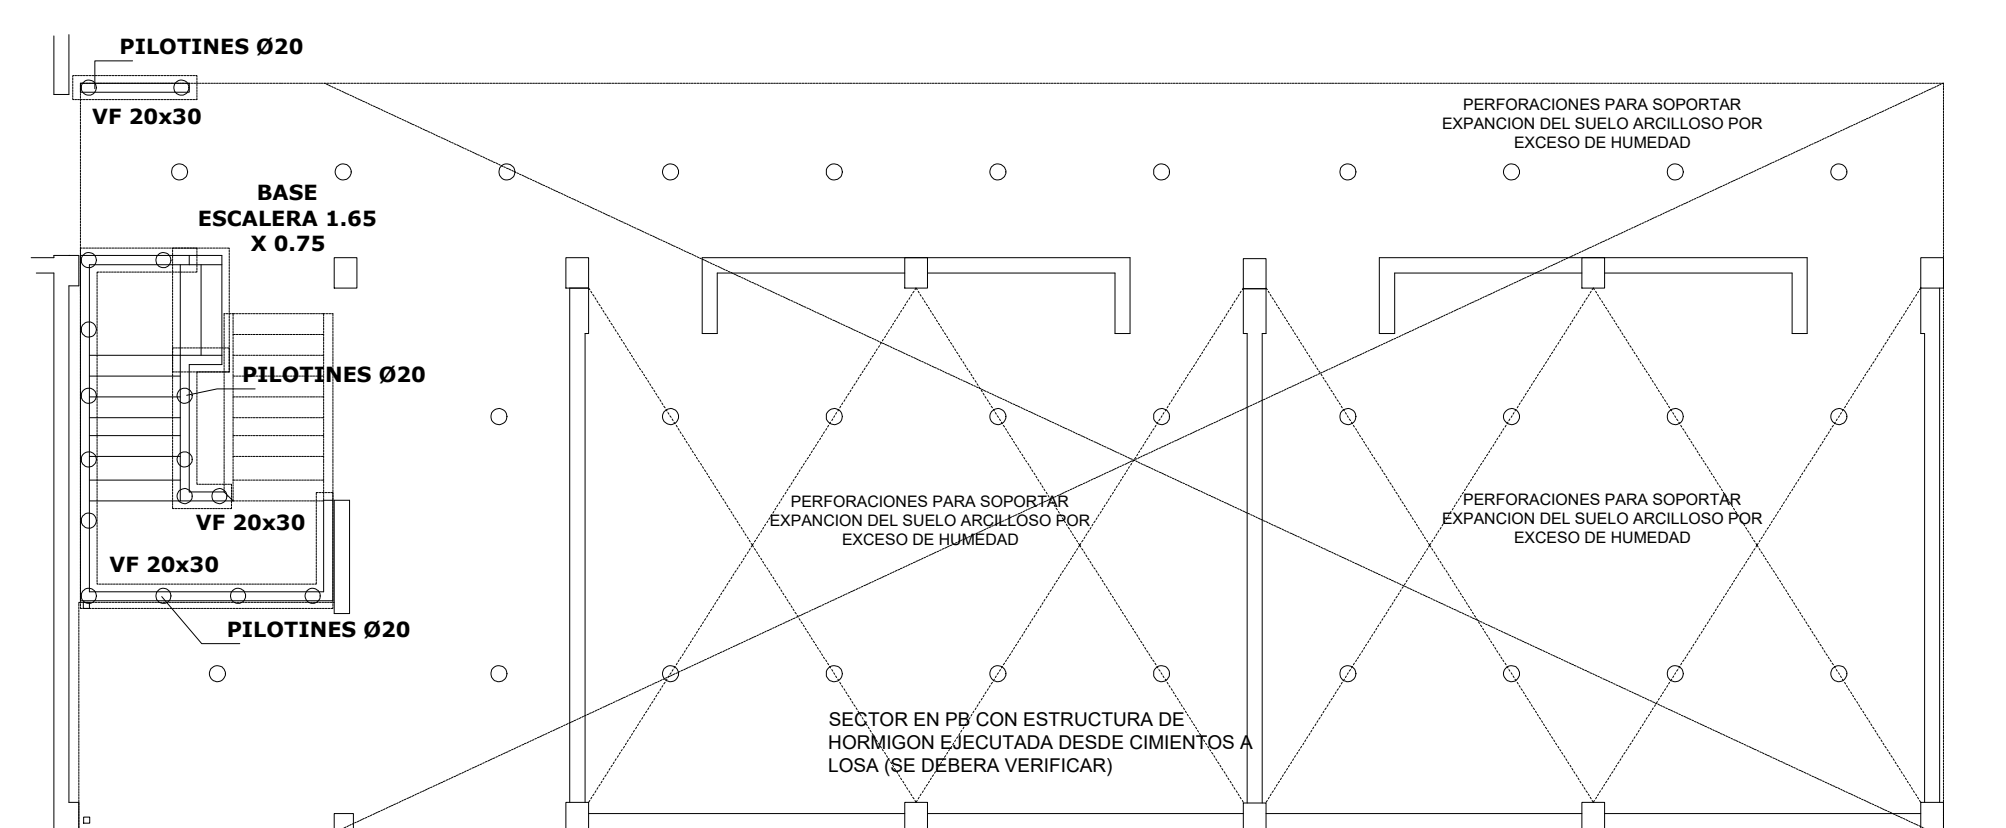 PILOTINES Ø20
VF 20x30
PERFORACIONES PARA SOPORTAR
EXPANCION DEL SUELO ARCILLOSO POR
EXCESO DE HUMEDAD
BASE
ESCALERA 1.65
X 0.75
PILOTINES Ø20
PERFORACIONES PARA SOPORTAR
EXPANCION DEL SUELO ARCILLOSO POR
EXCESO DE HUMEDAD
PERFORACIONES PARA SOPORTAR
EXPANCION DEL SUELO ARCILLOSO POR
EXCESO DE HUMEDAD
VF 20x30
VF 20x30
PILOTINES Ø20
SECTOR EN PB CON ESTRUCTURA DE
HORMIGON EJECUTADA DESDE CIMIENTOS A
LOSA (SE DEBERA VERIFICAR)